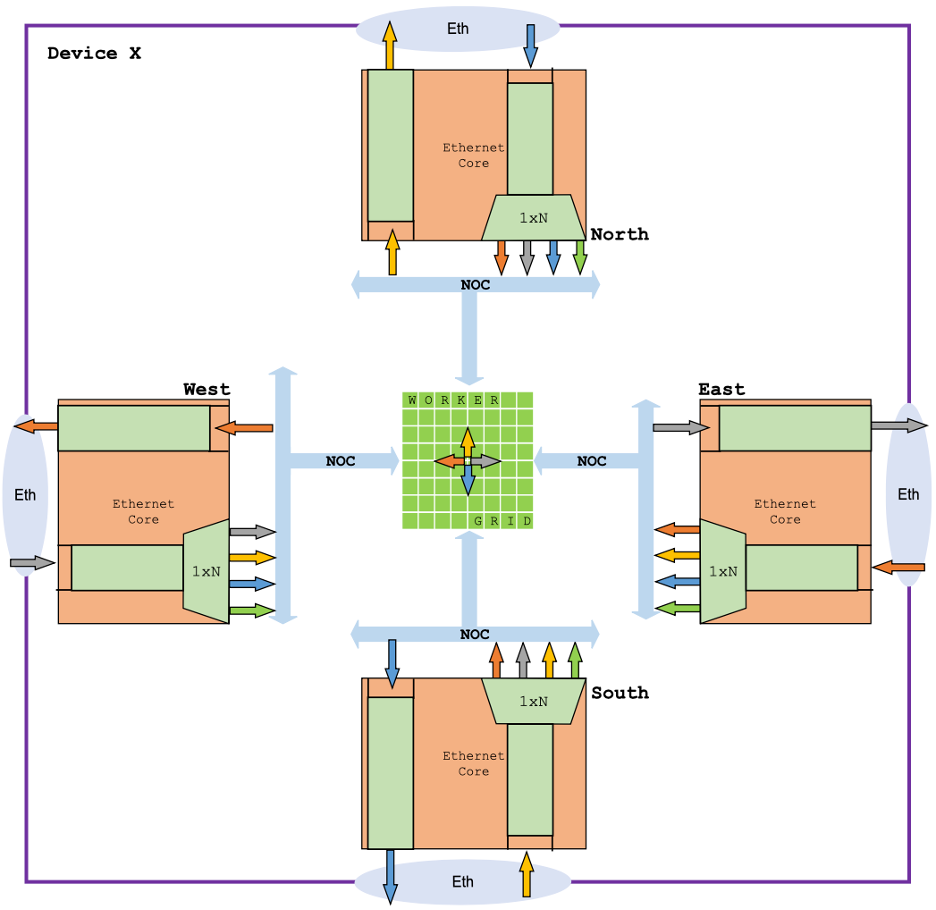 Eth
Device X
Ethernet
Core
1xN
North
NOC
West
East
WORKER
NOC
NOC
Eth
Ethernet
Core
1xN
GRID
Ethernet
Core
1xN
Eth
NOC
South
1xN
Ethernet
Core
Eth